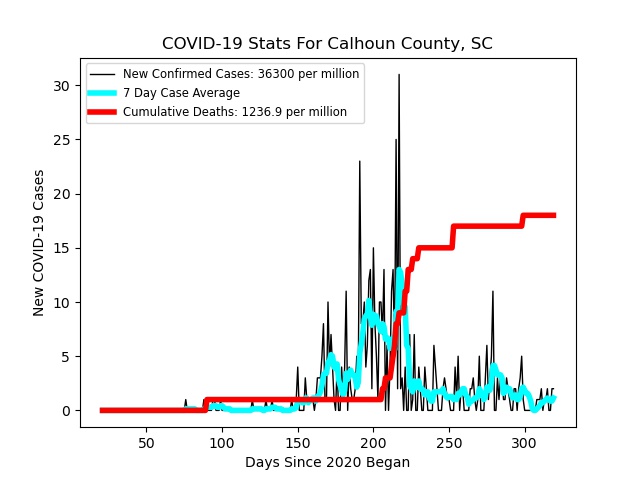 COVID-19 Stats For Calhoun County, SC
New Confirmed Cases: 36300 per million
7 Day Case Average
Cumulative Deaths: 1236.9 per million
New COVID-19 Cases
30
25
20
15
10
5
0
50 100 150 200 250 300
Days Since 2020 Began